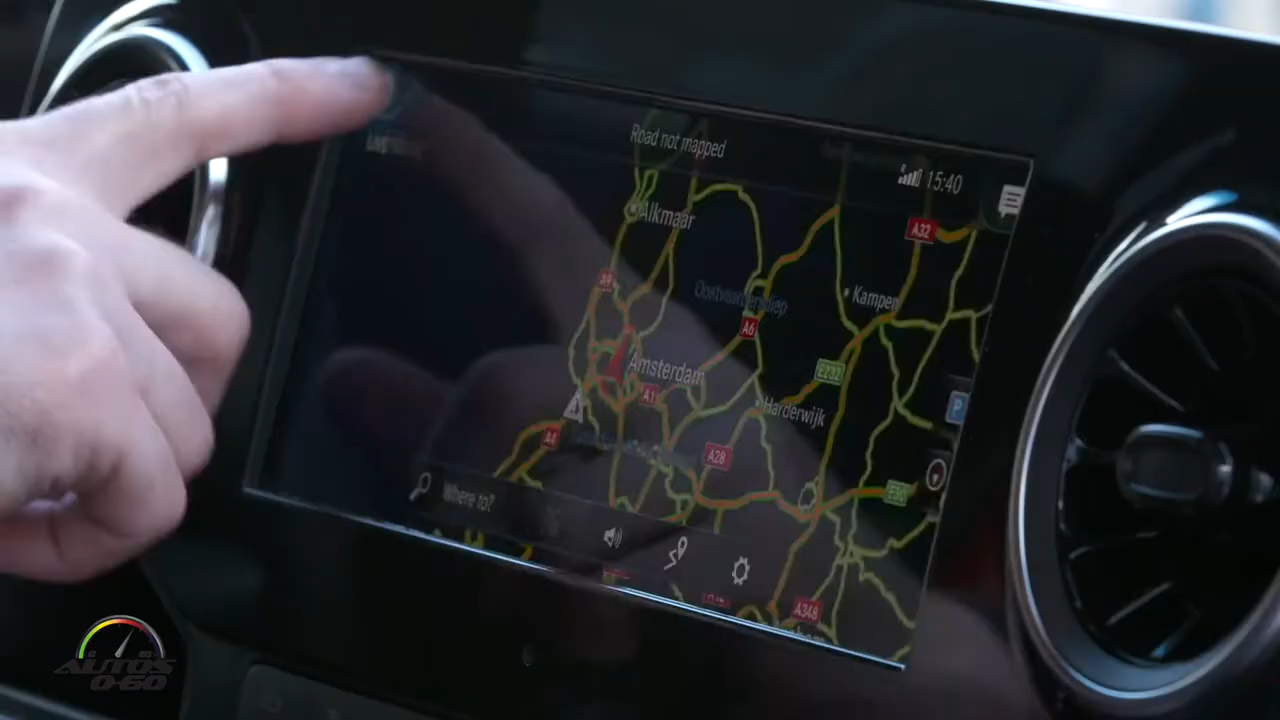 Road not mapped
15:40
Alkmaar
A32
A9
Oostvaardersdiep
Kampen
A6
Amsterdam
E232
A1
Harderwijk
P
A4
A28
Where to?
A348
AUTOS
0-60